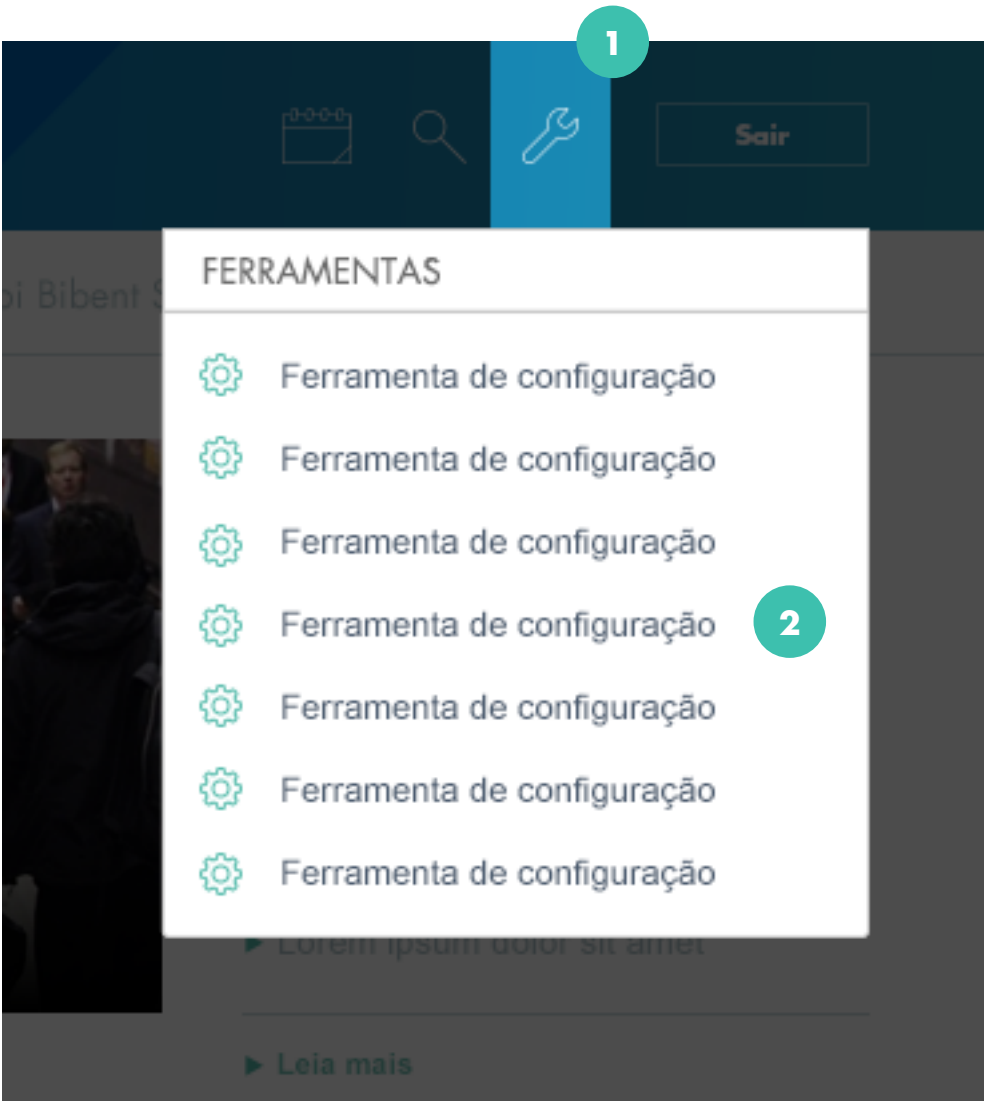 1
Sair
FERRAMENTAS
Bibent
Ferramenta de configuração
Ferramenta de configuração
Ferramenta de configuração
Ferramenta de configuração 2
Ferramenta de configuração
Ferramenta de configuração
Ferramenta de configuração
Lorem ipsum dolor sit amet
Leia mais